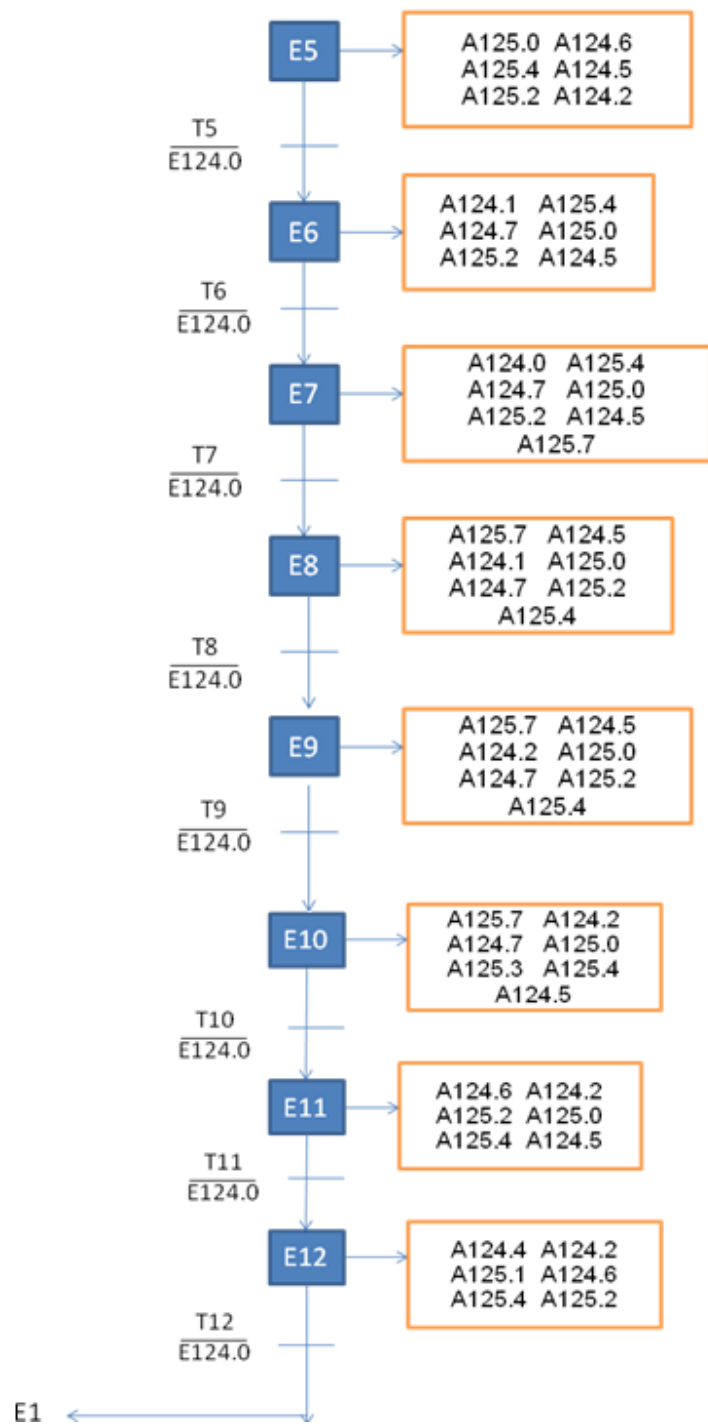 E5
A125.0 A124.6
A125.4 A124.5
A125.2 A124.2
T5
E124.0
E6
A124.1 A125.4
A124.7 A125.0
A125.2 A124.5
T6
E124.0
E7
A124.0 A125.4
A124.7 A125.0
A125.2 A124.5
A125.7
T7
E124.0
E8
A125.7 A124.5
A124.1 A125.0
A124.7 A125.2
A125.4
T8
E124.0
E9
A125.7 A124.5
A124.2 A125.0
A124.7 A125.2
A125.4
T9
E124.0
E10
A125.7 A124.2
A124.7 A125.0
A125.3 A125.4
A124.5
T10
E124.0
E11
A124.6 A124.2
A125.2 A125.0
A125.4 A124.5
T11
E124.0
E12
A124.4 A124.2
A125.1 A124.6
A125.4 A125.2
T12
E124.0
E1